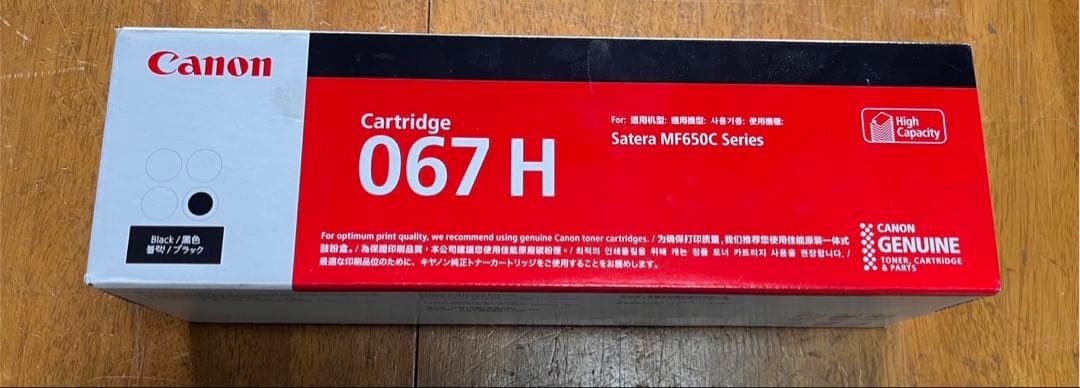 Canon
Cartridge
067 H
For: 适用机型: 適用機型: 사용기종: 使用機種:
Satera MF650C Series
High
Capacity
Black / 黑色
블랙 / ブラック
For optimum print quality, we recommend using genuine Canon toner cartridges. / 为确保打印质量,我们推荐您使用佳能原装一体式
鼓粉盒。/ 為保證印刷品質,本公司建議您使用佳能原廠碳粉匣。/ 최적의 인쇄품질을 위해 캐논 정품 토너 카트리지 사용을 권장합니다. /
最適な印刷品位のために、キヤノン純正トナーカートリッジをご使用することをお薦めします。
CANON
GENUINE
TONER, CARTRIDGE
& PARTS